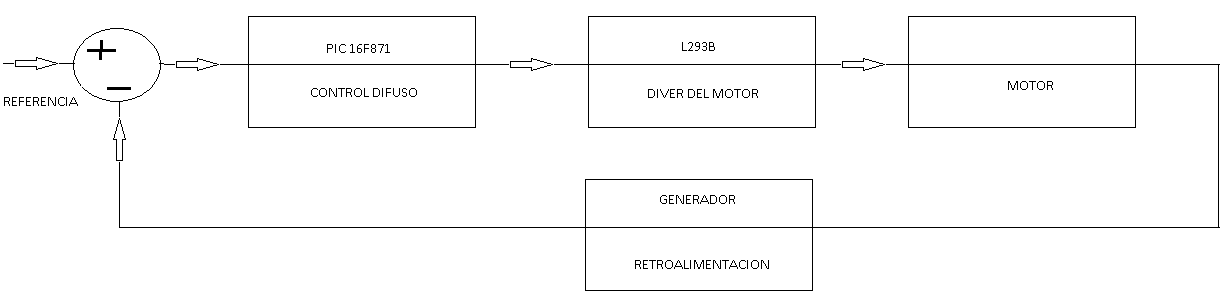 +
−
REFERENCIA
PIC 16F871
CONTROL DIFUSO
L293B
DIVER DEL MOTOR
MOTOR
GENERADOR
RETROALIMENTACION